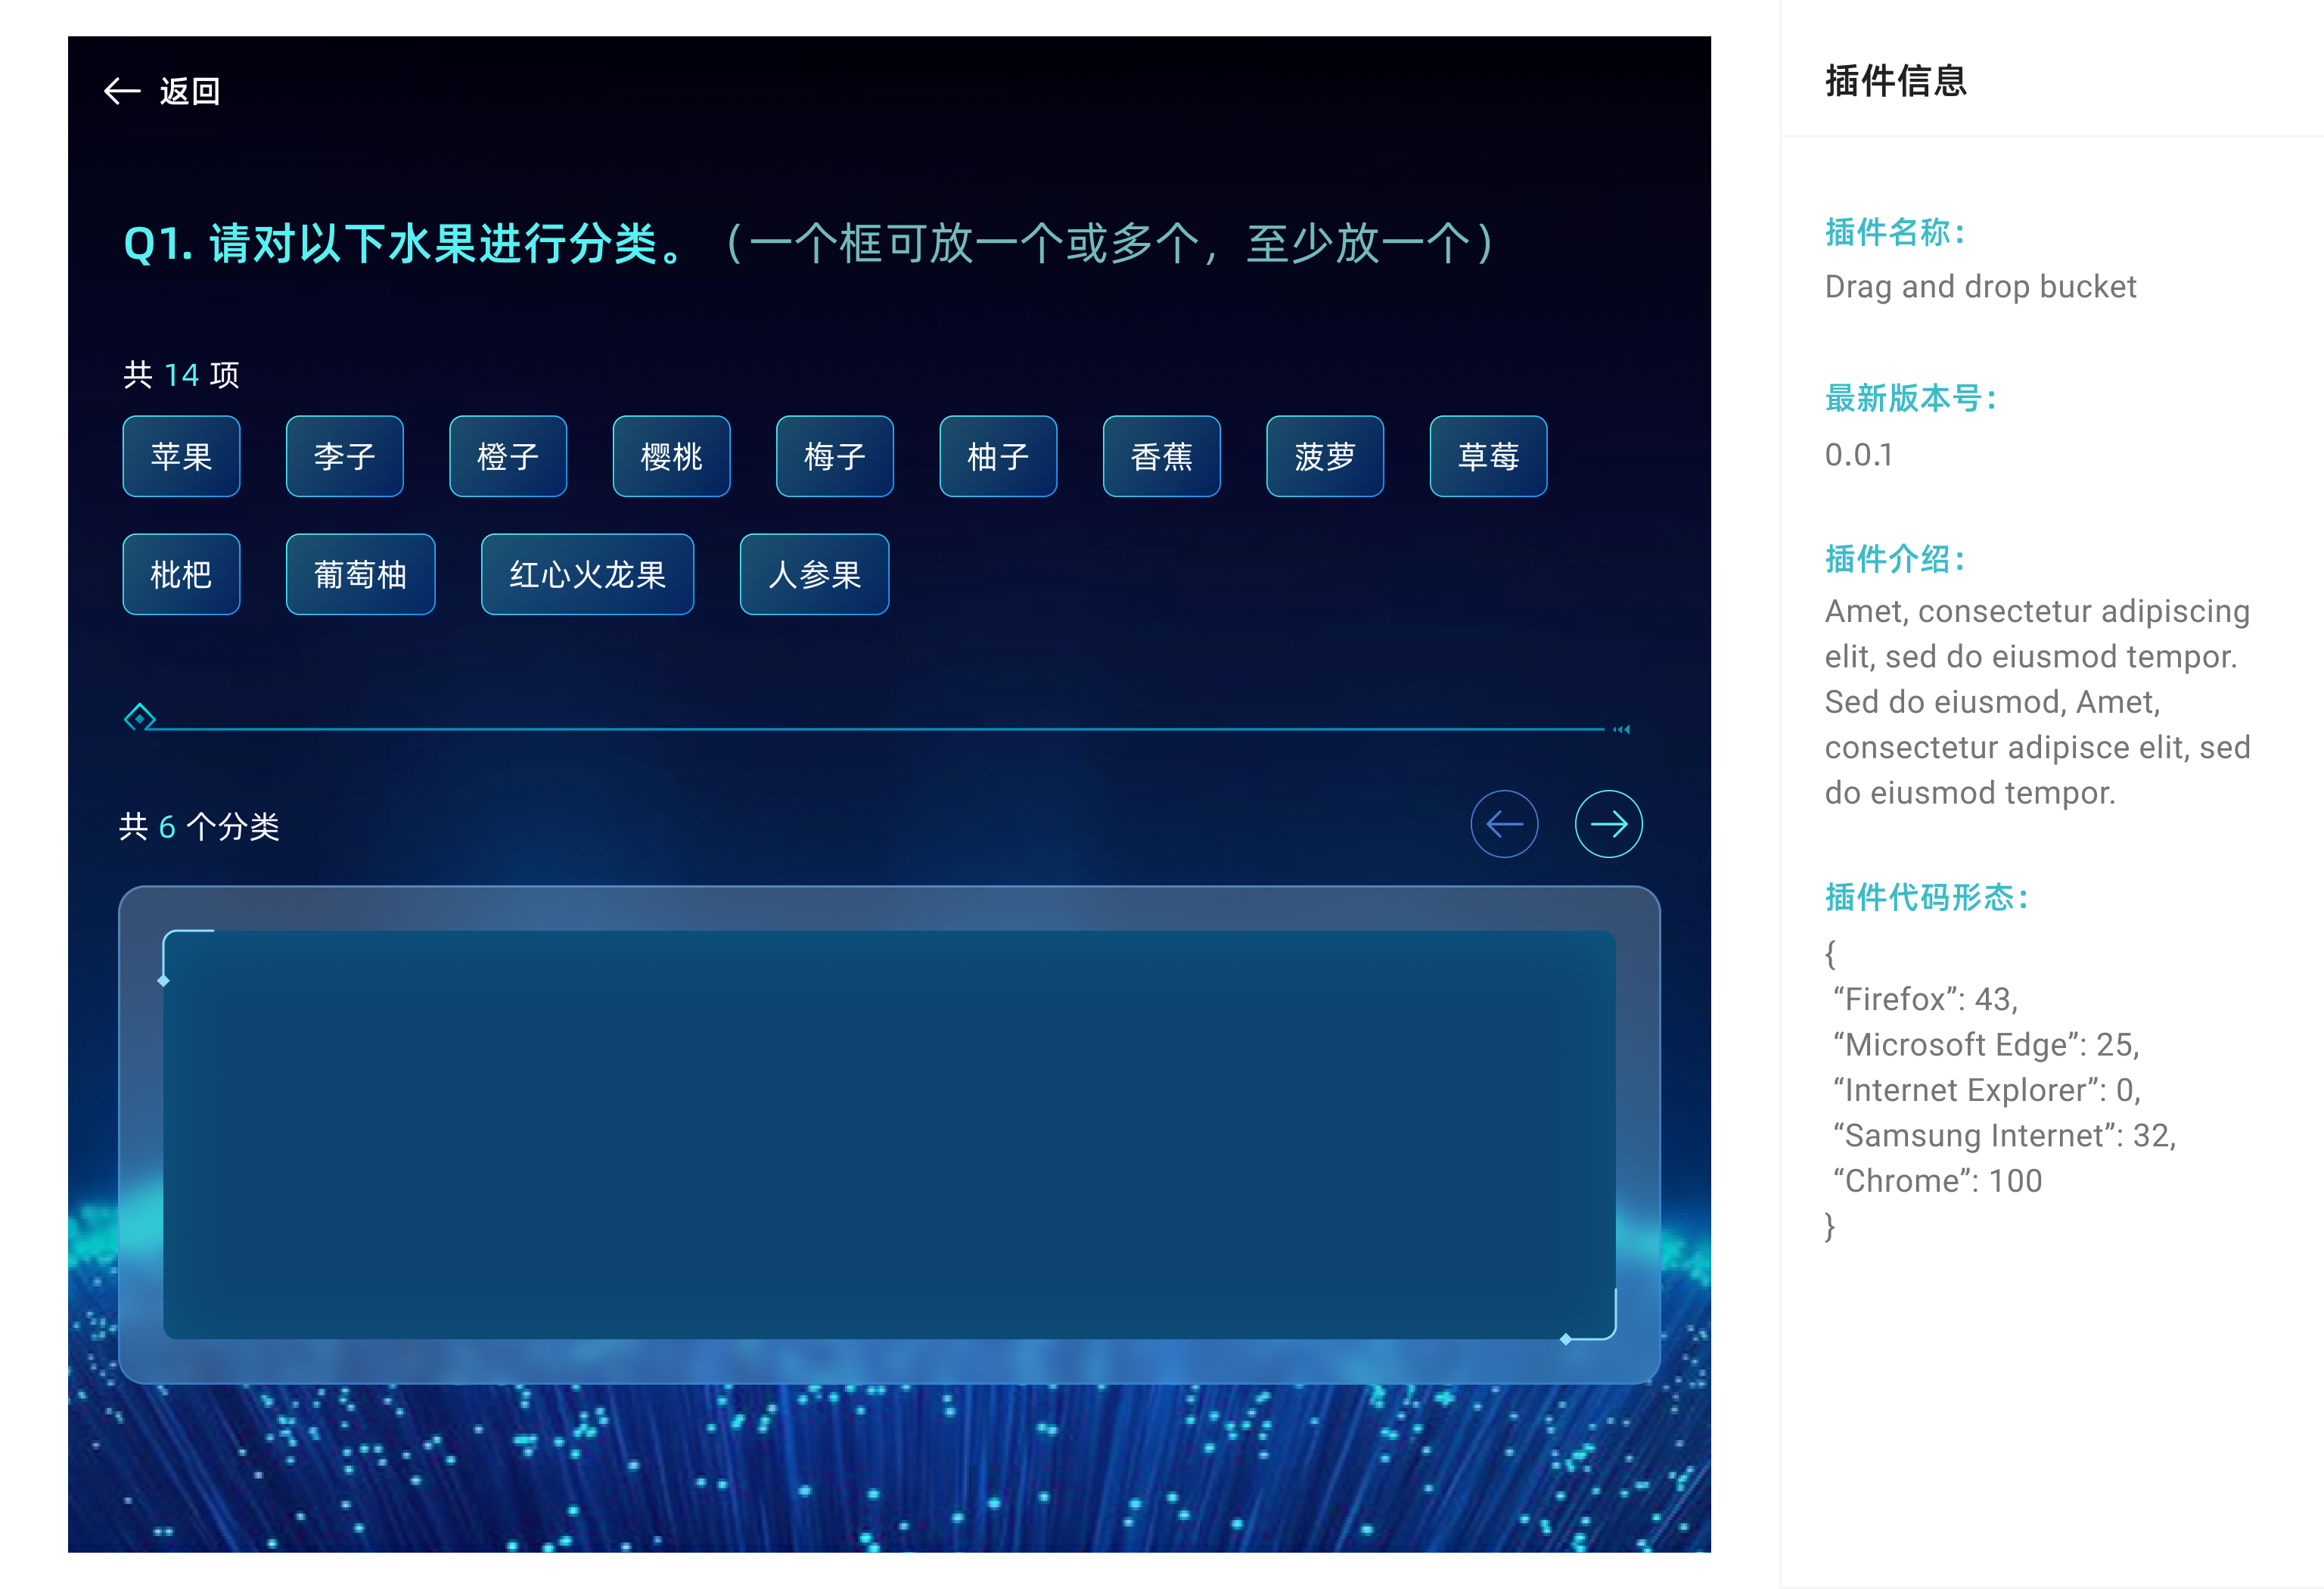 返回
Q1. 请对以下水果进行分类。（一个框可放一个或多个，至少放一个）
共 14 项
苹果 李子 橙子 樱桃 梅子 柚子 香蕉 菠萝 草莓
枇杷 葡萄柚 红心火龙果 人参果
共 6 个分类
插件信息
插件名称：
Drag and drop bucket
最新版本号：
0.0.1
插件介绍：
Amet, consectetur adipiscing
elit, sed do eiusmod tempor.
Sed do eiusmod, Amet,
consectetur adipisce elit, sed
do eiusmod tempor.
插件代码形态：
{
“Firefox”: 43,
“Microsoft Edge”: 25,
“Internet Explorer”: 0,
“Samsung Internet”: 32,
“Chrome”: 100
}